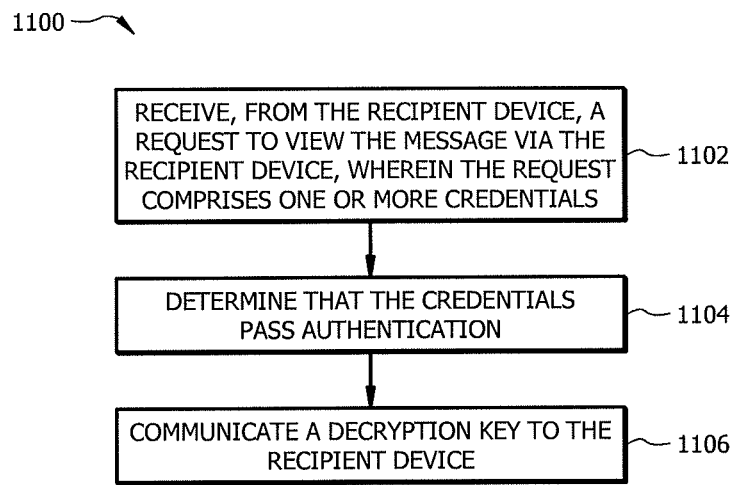 1100
RECEIVE, FROM THE RECIPIENT DEVICE, A
REQUEST TO VIEW THE MESSAGE VIA THE
RECIPIENT DEVICE, WHEREIN THE REQUEST
COMPRISES ONE OR MORE CREDENTIALS
1102
DETERMINE THAT THE CREDENTIALS
PASS AUTHENTICATION
1104
COMMUNICATE A DECRYPTION KEY TO THE
RECIPIENT DEVICE
1106